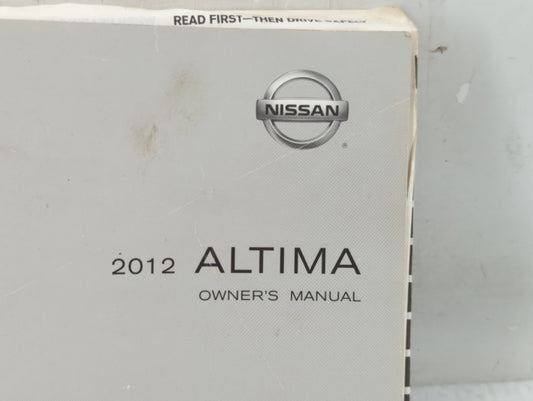 READ FIRST—THEN DRIVE SAFELY
NISSAN
®
2012 ALTIMA
OWNER'S MANUAL